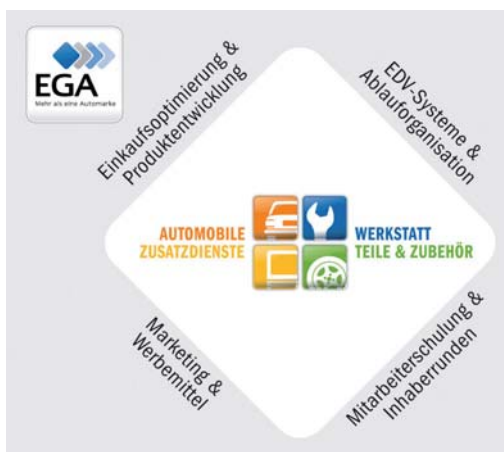 EGA
Mehr als eine Automarke
Einkaufsoptimierung &
Produktentwicklung
EDV-Systeme &
Ablauforganisation
AUTOMOBILE
ZUSATZDIENSTE
WERKSTATT
TEILE & ZUBEHÖR
Marketing &
Werbemittel
Mitarbeiterschulung &
Inhaberrunden